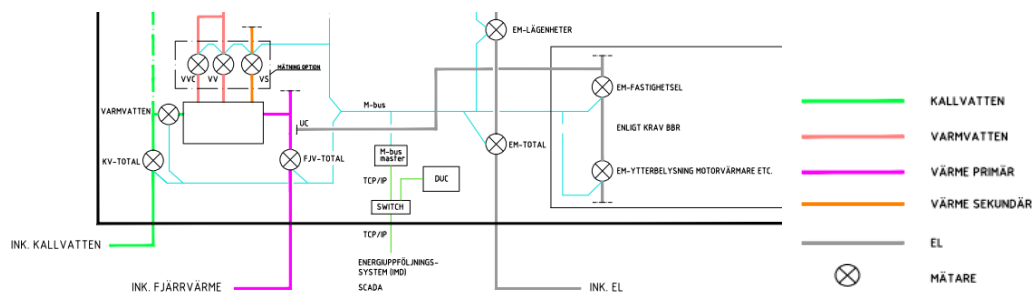 EM-LÄGENHETER
VVC
VV
VS
MÄTNING OPTION
EM-FASTIGHETSEL
KALLVATTEN
M-bus
VARMVATTEN
UC
ENLIGT KRAV BBR
VARMVATTEN
EM-TOTAL
KV-TOTAL
FJV-TOTAL
M-bus
master
EM-YTTERBELYSNING MOTORVÄRMARE ETC.
VÄRME PRIMÄR
TCP/IP
DUC
SWITCH
VÄRME SEKUNDÄR
TCP/IP
INK. KALLVATTEN
EL
ENERGIUPPFÖLJNINGS-
SYSTEM (IMD)
SCADA
INK. FJÄRRVÄRME
INK. EL
MÄTARE